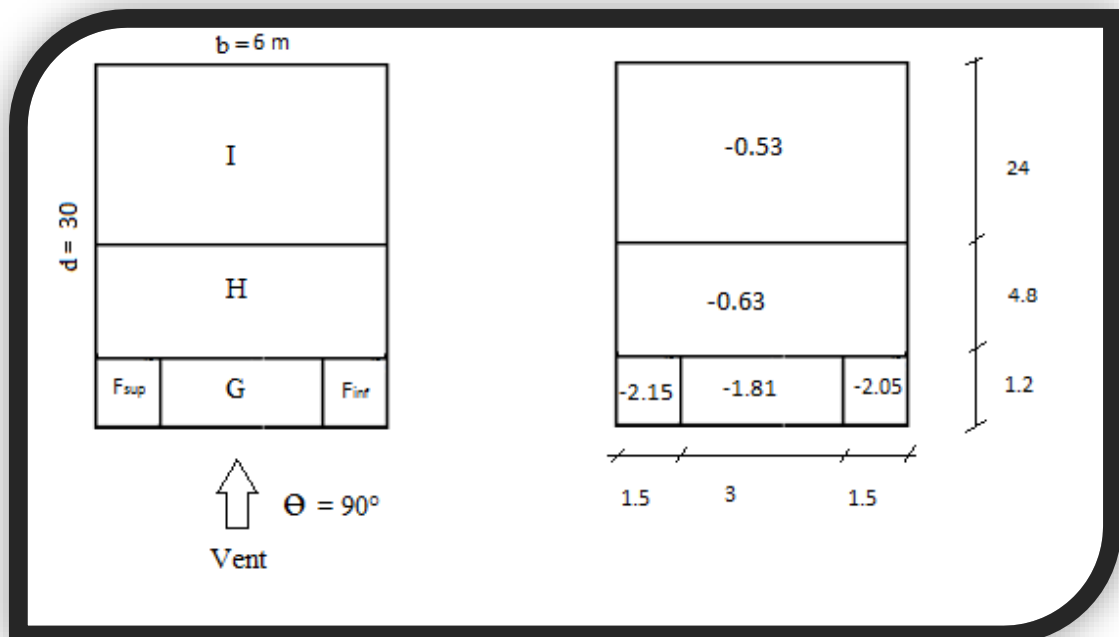 b = 6 m
d = 30
I
H
Fsup
G
Finf
Ɵ = 90°
Vent
-0.53
-0.63
-2.15
-1.81
-2.05
24
4.8
1.2
1.5
3
1.5